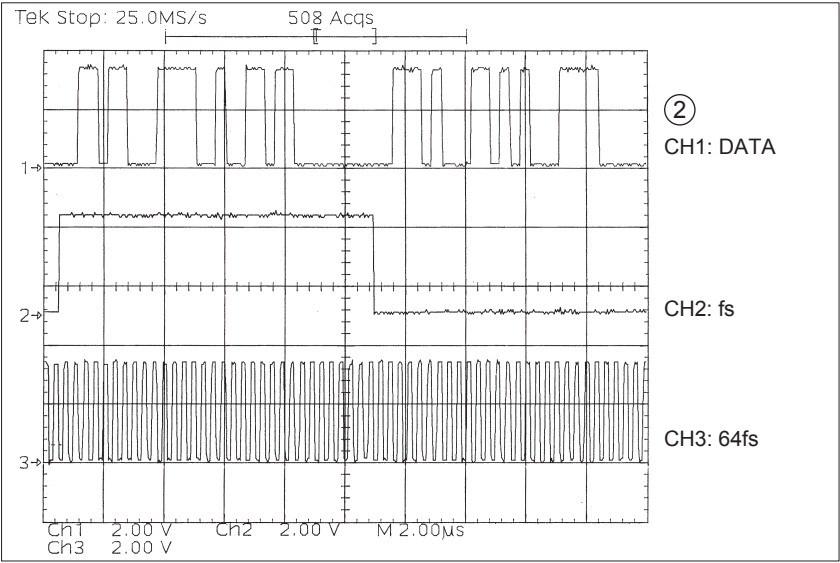 Tek Stop: 25.0MS/s 508 Acqs
②
CH1: DATA
1→
2→
CH2: fs
CH3: 64fs
3→
Ch1 2.00 V Ch2 2.00 V M 2.00µs
Ch3 2.00 V